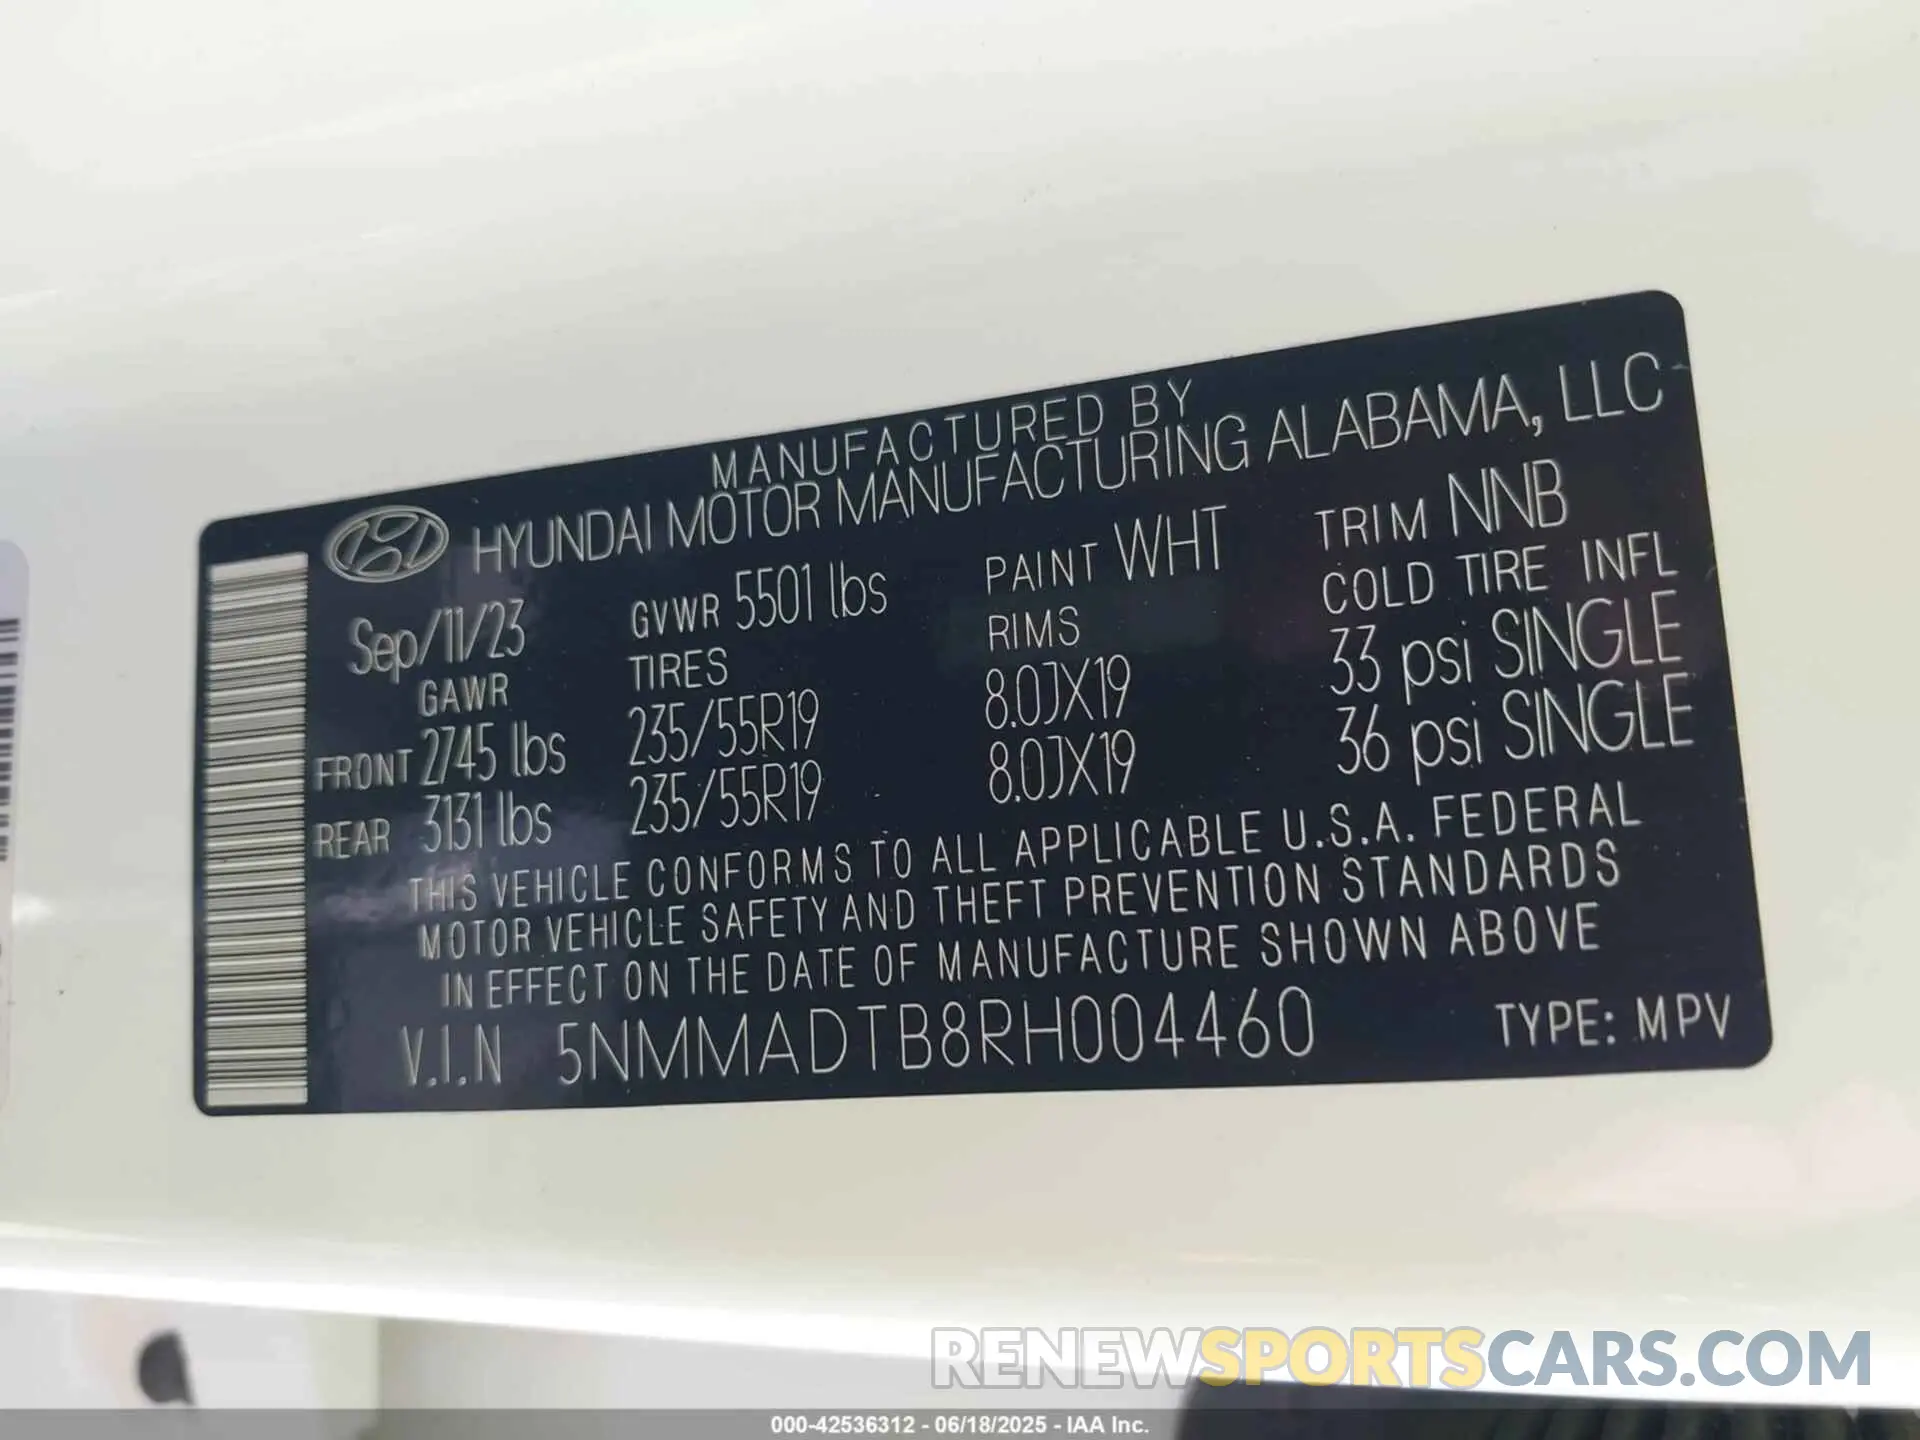 MANUFACTURED BY
HYUNDAI MOTOR MANUFACTURING ALABAMA, LLC
Sep/11/23 GVWR 5501 lbs PAINT WHT TRIM NNB
GAWR TIRES RIMS COLD TIRE INFL
FRONT 2745 lbs 235/55R19 8.0JX19 33 psi SINGLE
REAR 3131 lbs 235/55R19 8.0JX19 36 psi SINGLE
THIS VEHICLE CONFORMS TO ALL APPLICABLE U.S.A. FEDERAL
MOTOR VEHICLE SAFETY AND THEFT PREVENTION STANDARDS
IN EFFECT ON THE DATE OF MANUFACTURE SHOWN ABOVE
V.I.N 5NMMADTB8RH004460 TYPE: MPV
RENEWSPORTSCARS.COM
000-42536312 - 06/18/2025 - IAA Inc.